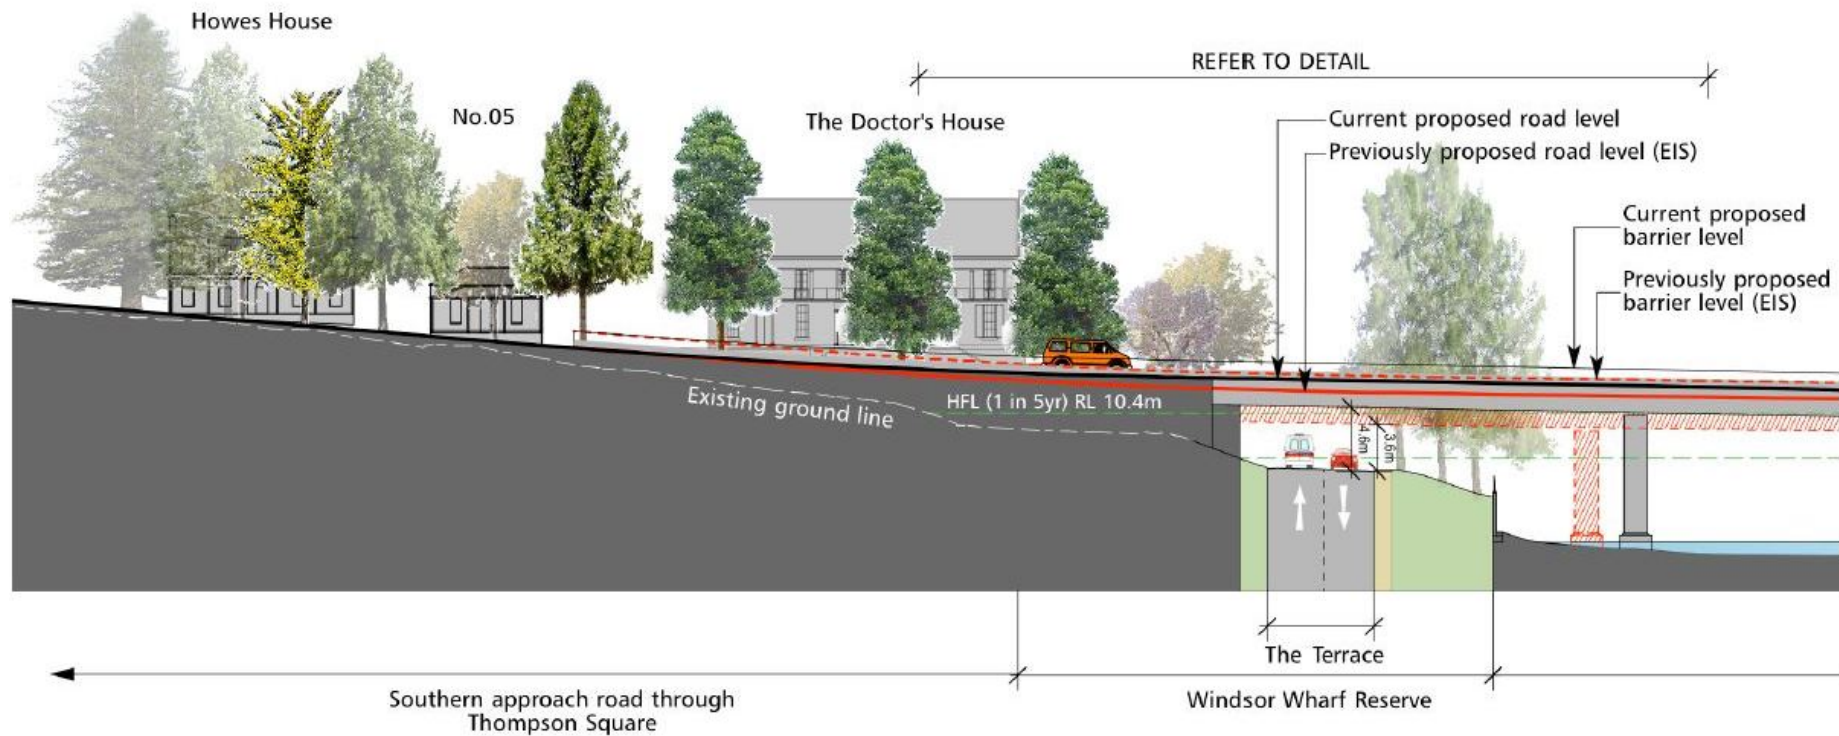 Howes House
REFER TO DETAIL
No.05
The Doctor's House
Current proposed road level
Previously proposed road level (EIS)
Current proposed
barrier level
Previously proposed
barrier level (EIS)
Existing ground line
HFL (1 in 5yr) RL 10.4m
4.6m
3.6m
The Terrace
Southern approach road through
Thompson Square
Windsor Wharf Reserve